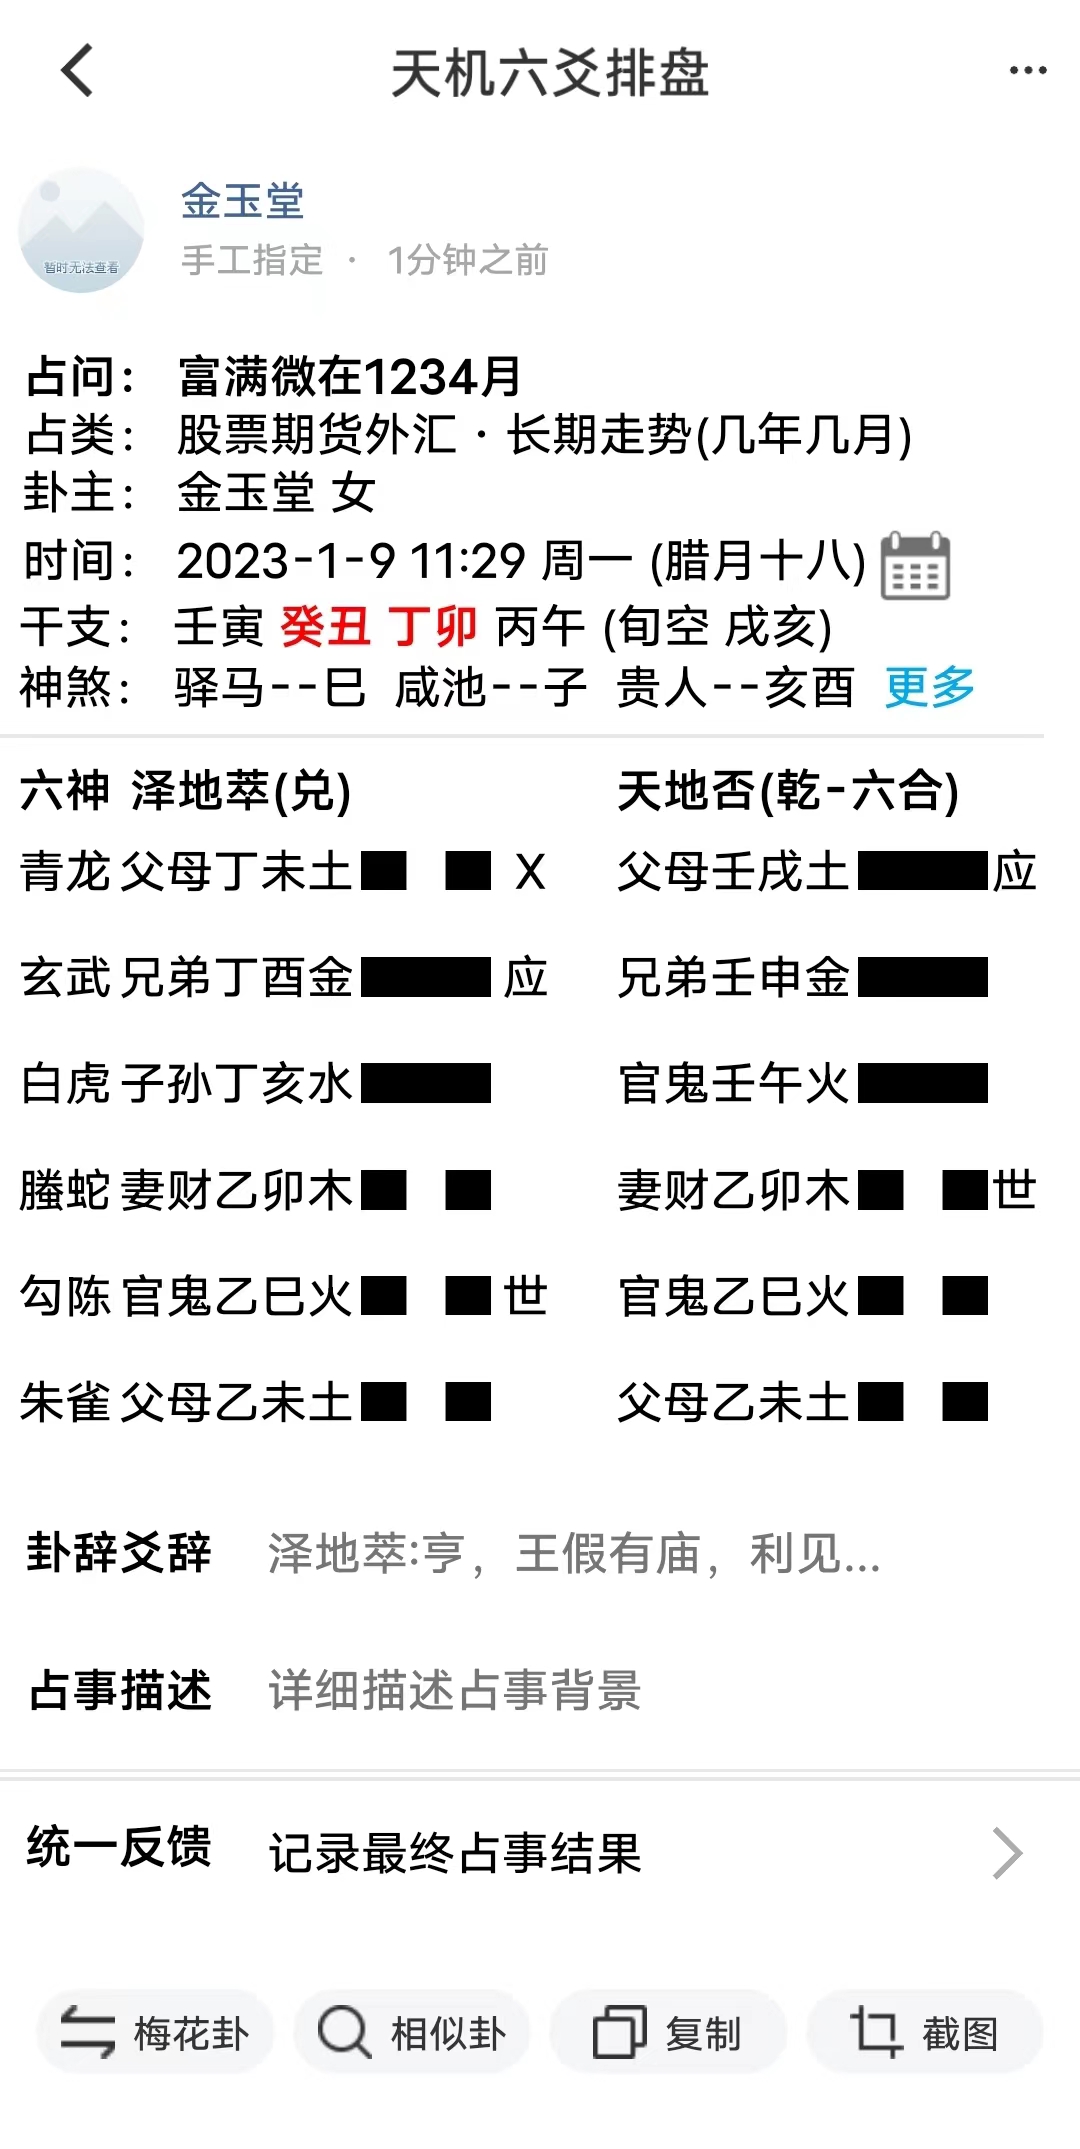 天机六爻排盘
金玉堂
暂时无法查看
手工指定 · 1分钟之前
占问： 富满微在1234月
占类： 股票期货外汇 · 长期走势(几年几月)
卦主： 金玉堂 女
时间： 2023-1-9 11:29 周一 (腊月十八)
干支： 壬寅 癸丑 丁卯 丙午 (旬空 戌亥)
神煞： 驿马--巳 咸池--子 贵人--亥酉 更多
六神 泽地萃(兑) 天地否(乾-六合)
青龙 父母丁未土 X 父母壬戌土 应
玄武 兄弟丁酉金 应 兄弟壬申金
白虎 子孙丁亥水 官鬼壬午火
螣蛇 妻财乙卯木 妻财乙卯木 世
勾陈 官鬼乙巳火 世 官鬼乙巳火
朱雀 父母乙未土 父母乙未土
卦辞爻辞 泽地萃:亨，王假有庙，利见...
占事描述 详细描述占事背景
统一反馈 记录最终占事结果
梅花卦 相似卦 复制 截图